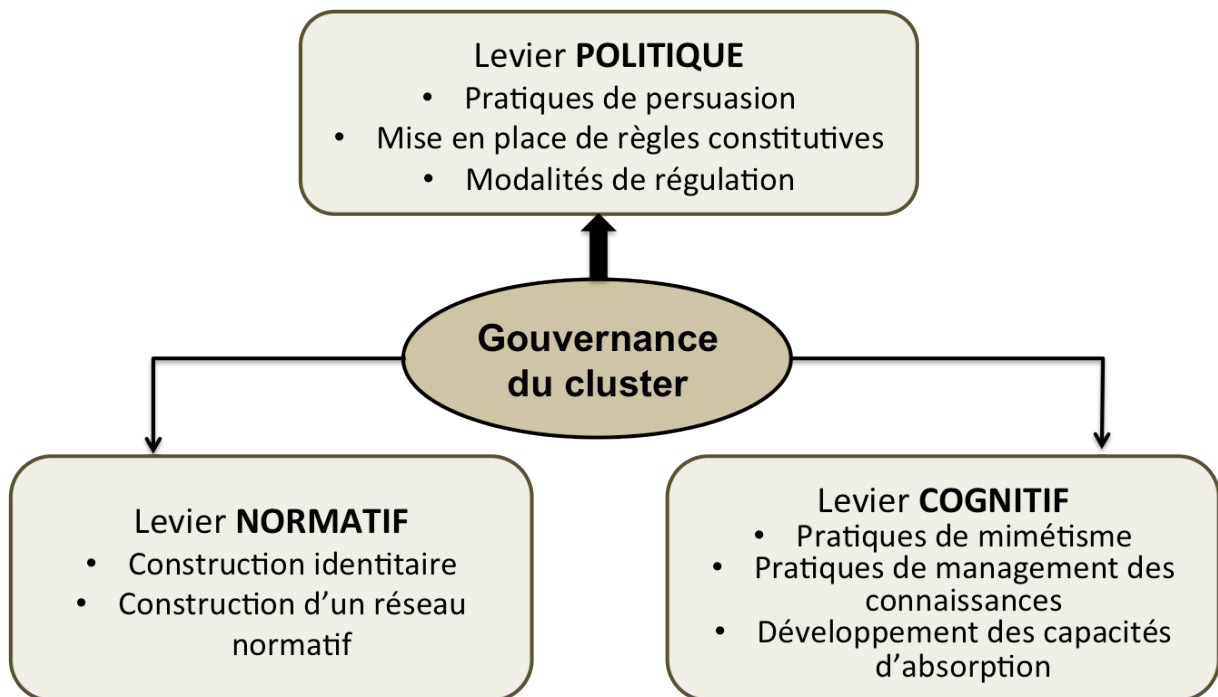 Levier POLITIQUE
• Pratiques de persuasion
• Mise en place de règles constitutives
• Modalités de régulation
Gouvernance
du cluster
Levier NORMATIF
• Construction identitaire
• Construction d’un réseau
normatif
Levier COGNITIF
• Pratiques de mimétisme
• Pratiques de management des
connaissances
• Développement des capacités
d’absorption